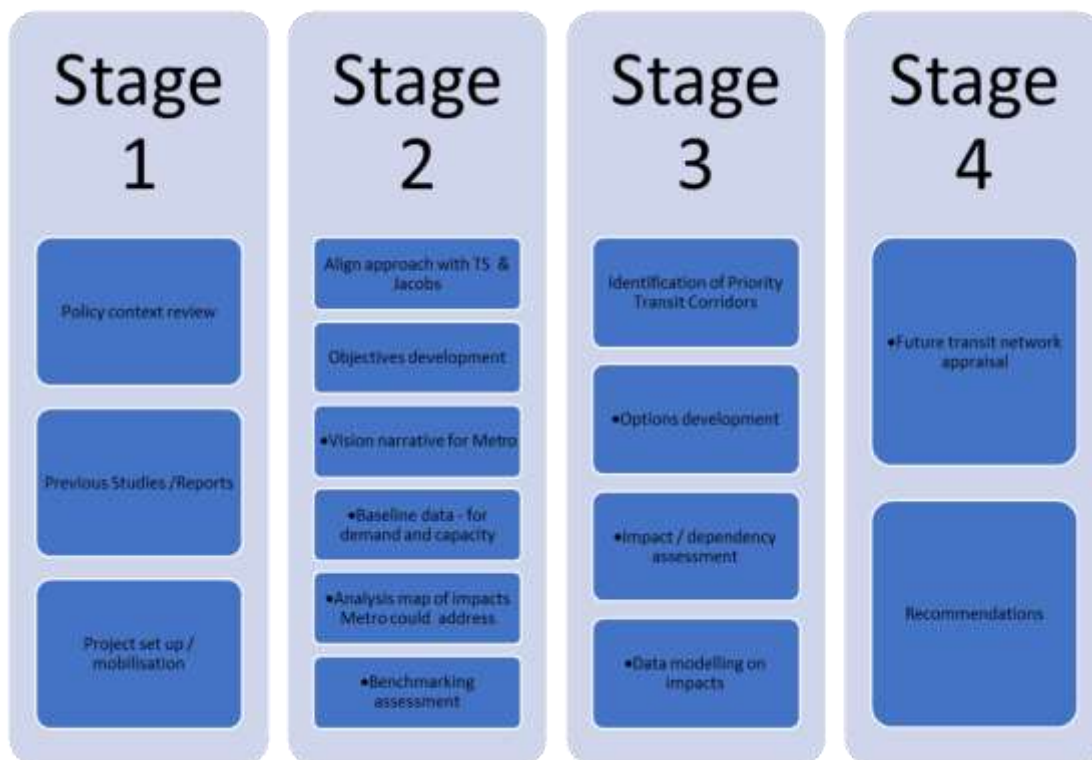 Stage
1
Policy context review
Previous Studies /Reports
Project set up /
mobilisation
Stage
2
Align approach with TS & 
Jacobs
Objectives development
•Vision narrative for Metro
•Baseline data - for
demand and capacity
•Analysis map of impacts
Metro could address
•Benchmarking
assessment
Stage
3
Identification of Priority
Transit Corridors
•Options development
•Impact / dependency
assessment
•Data modelling on
impacts
Stage
4
•Future transit network
appraisal
Recommendations